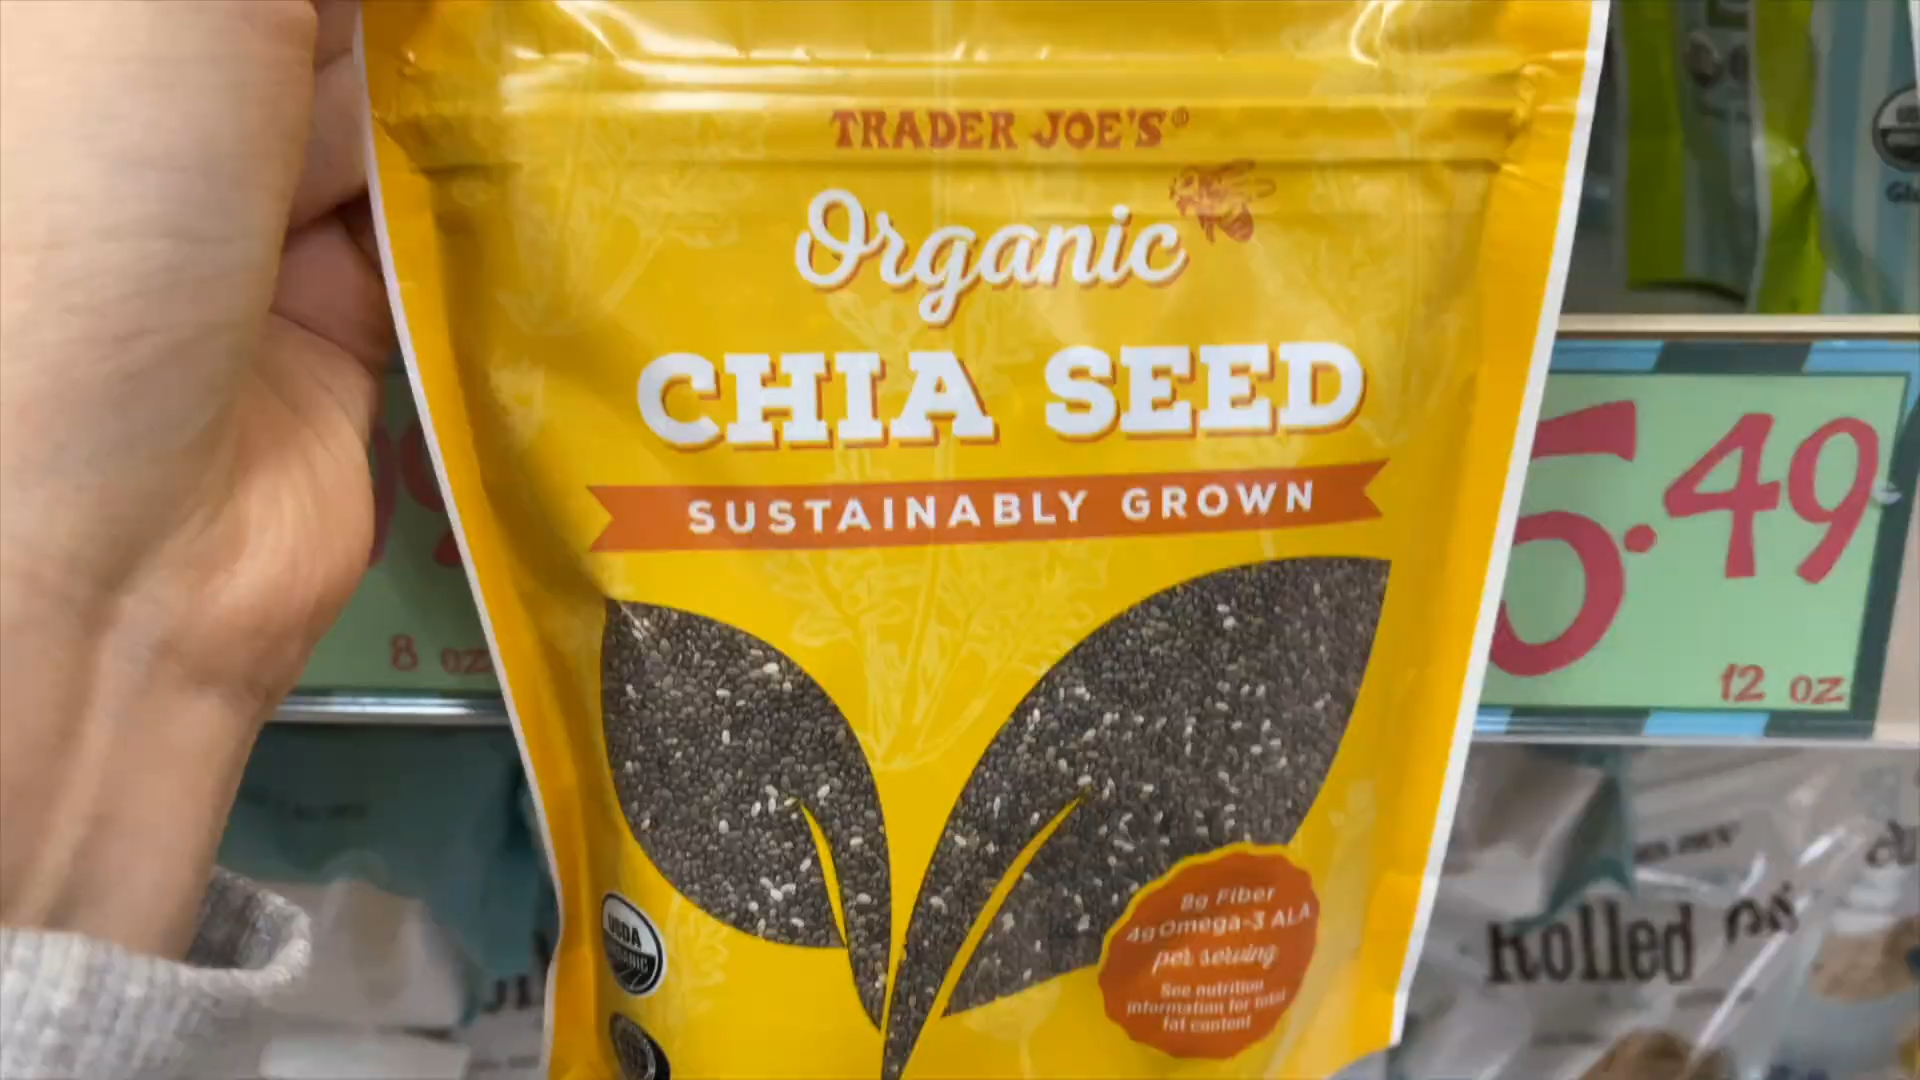 TRADER JOE'S®
Organic
CHIA SEED
SUSTAINABLY GROWN
8g Fiber
4g Omega-3 ALA
per serving
See nutrition
information for total
fat content
USDA
ORGANIC
8 oz
5.49
12 oz
Rolled